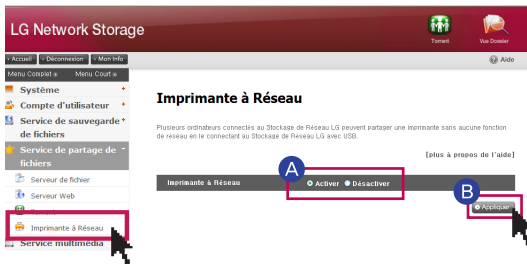 LG Network Storage
Torrent
Vue Dossier
Accueil
Déconnexion
Mon Info
Aide
Menu Complet
Menu Court
Système
Compte d'utilisateur
Service de sauvegarde
de fichiers
Service de partage de
fichiers
Serveur de fichier
Serveur Web
Imprimante à Réseau
Service multimédia
Imprimante à Réseau
Plusieurs ordinateurs connectés au Stockage de Réseau LG peuvent partager une imprimante sans aucune fonction
de réseau en le connectant au Stockage de Réseau LG avec USB.
[plus à propos de l'aide]
A
Imprimante à Réseau
Activer
Désactiver
B
Appliquer